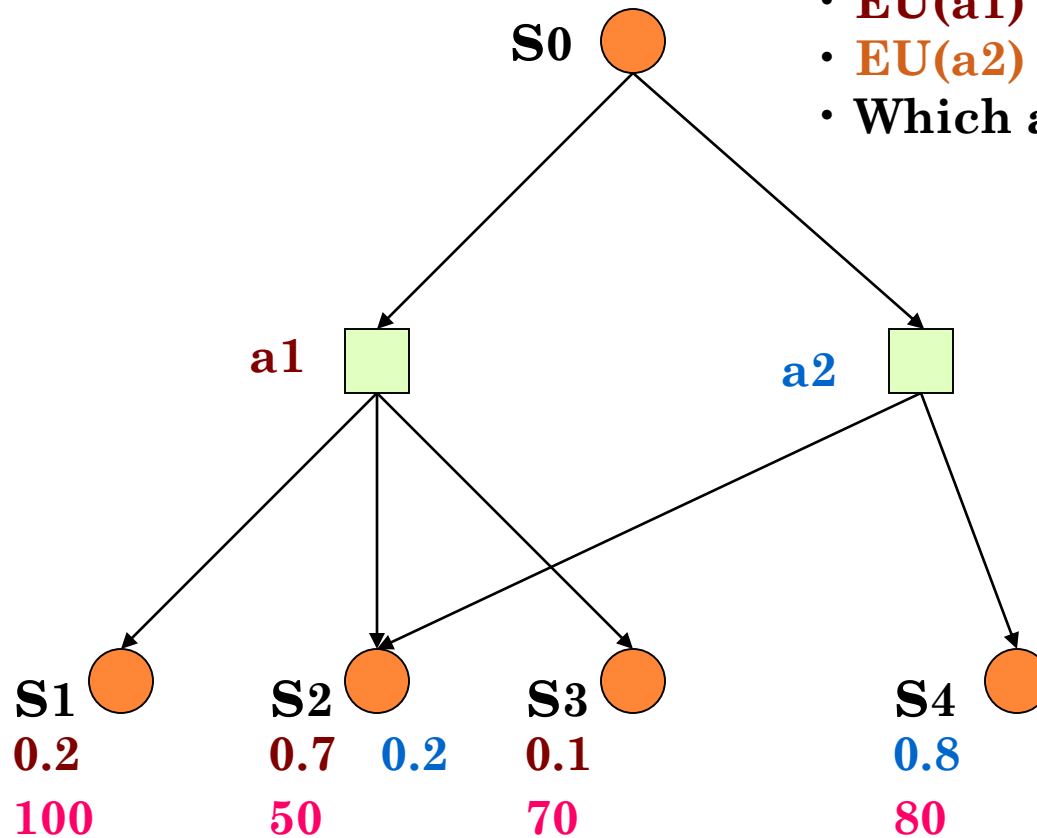 • EU(a1)
S0
• EU(a2)
• Which
a1
a2
S1 S2 S3 S4
0.2 0.7 0.2 0.1 0.8
100 50 70 80